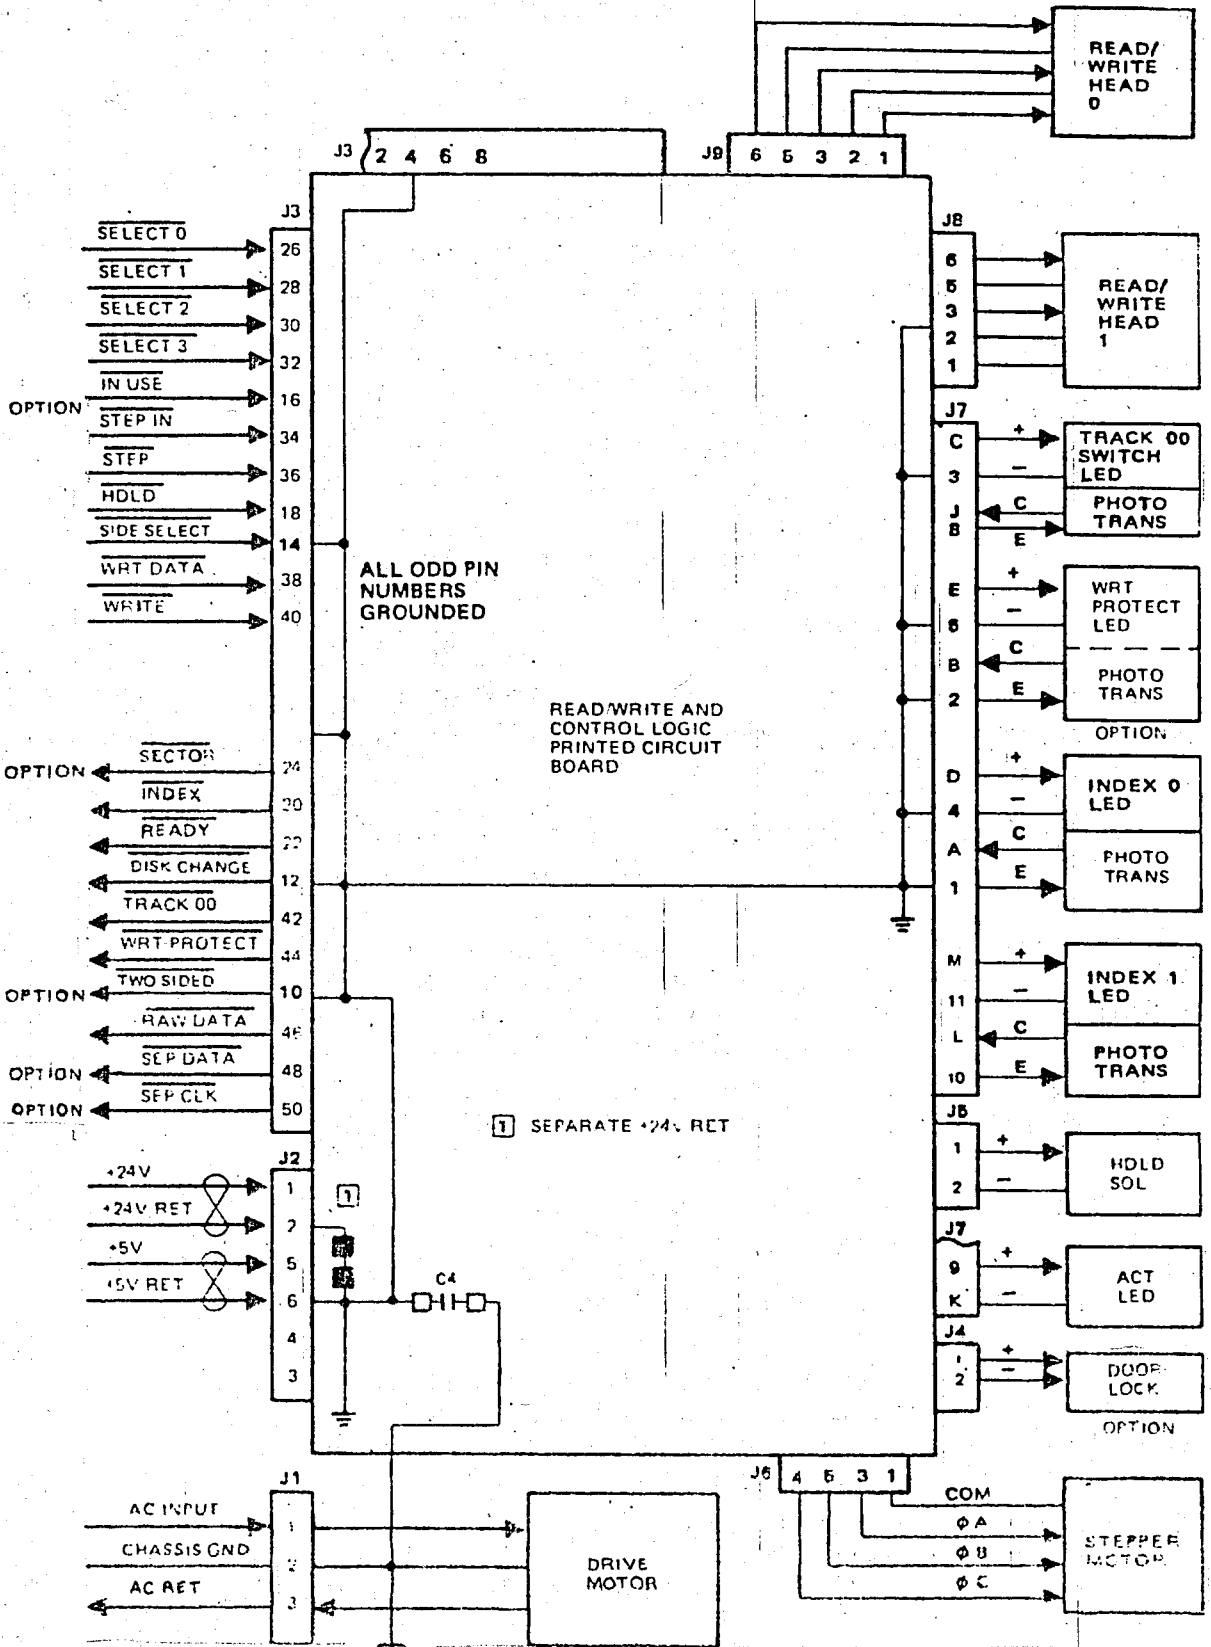 READ/
WRITE
HEAD
0
J3 2 4 6 8
J9 6 5 3 2 1
J3
SELECT 0 26
SELECT 1 28
SELECT 2 30
SELECT 3 32
IN USE 16
OPTION
STEP IN 34
STEP 36
HDLD 18
SIDE SELECT 14
WRT DATA 38
WRITE 40
ALL ODD PIN
NUMBERS
GROUNDED
READ/WRITE AND
CONTROL LOGIC
PRINTED CIRCUIT
BOARD
OPTION SECTOR 24
INDEX 20
READY 22
DISK CHANGE 12
TRACK 00 42
WRT PROTECT 44
OPTION TWO SIDED 10
RAW DATA 46
OPTION SEP DATA 48
OPTION SEP CLK 50
1 SEPARATE +24V RET
J2
+24V 1
1
+24V RET 2
+5V 5
+5V RET 6
4
3
C4
J8
6
5
3
2
1
READ/
WRITE
HEAD
1
J7
C +
3 −
J C
8 E
TRACK 00
SWITCH
LED
PHOTO
TRANS
E +
5 −
B C
2 E
WRT
PROTECT
LED
PHOTO
TRANS
OPTION
D +
4 −
A C
1 E
INDEX 0
LED
PHOTO
TRANS
M +
11 −
L C
10 E
INDEX 1
LED
PHOTO
TRANS
J5
1 +
2 −
HDLD
SOL
J7
9 +
K −
ACT
LED
J4
1 +
2 −
DOOR
LOCK
OPTION
J6 4 5 3 1
COM
ØA
ØB
ØC
STEPPER
MOTOR
J1
AC INPUT 1
CHASSIS GND 2
AC RET 3
DRIVE
MOTOR